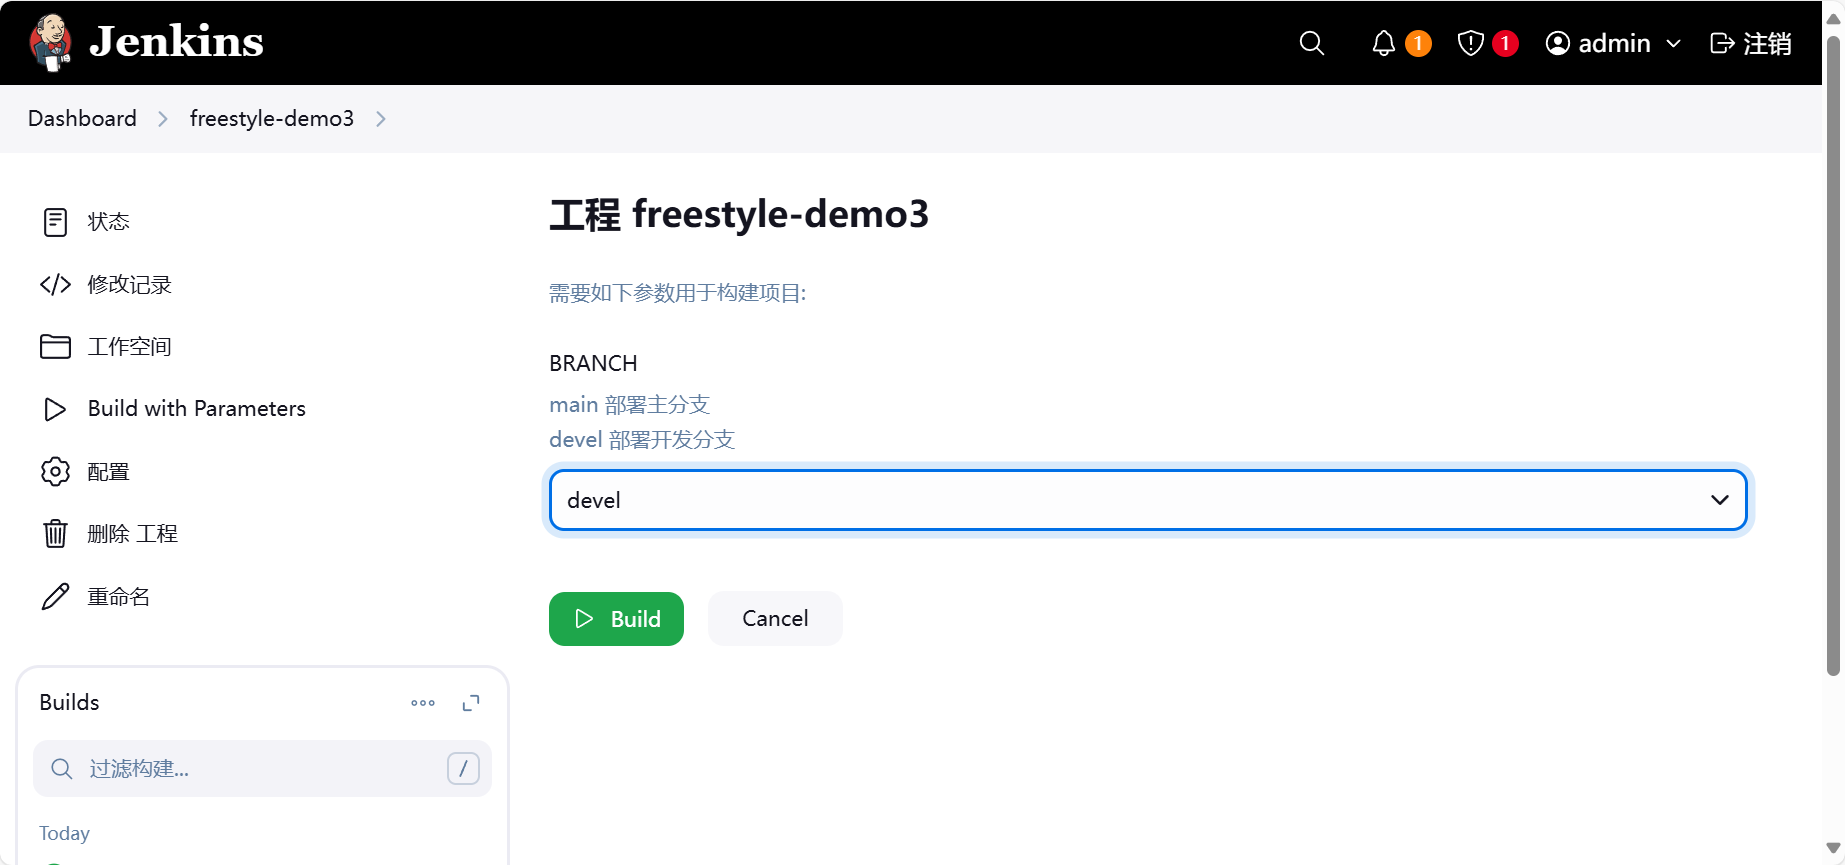 Jenkins
1
1
admin
注销
Dashboard
freestyle-demo3
状态
修改记录
工作空间
Build with Parameters
配置
删除 工程
重命名
Builds
过滤构建...
/
Today
工程 freestyle-demo3
需要如下参数用于构建项目:
BRANCH
main 部署主分支
devel 部署开发分支
devel
Build
Cancel